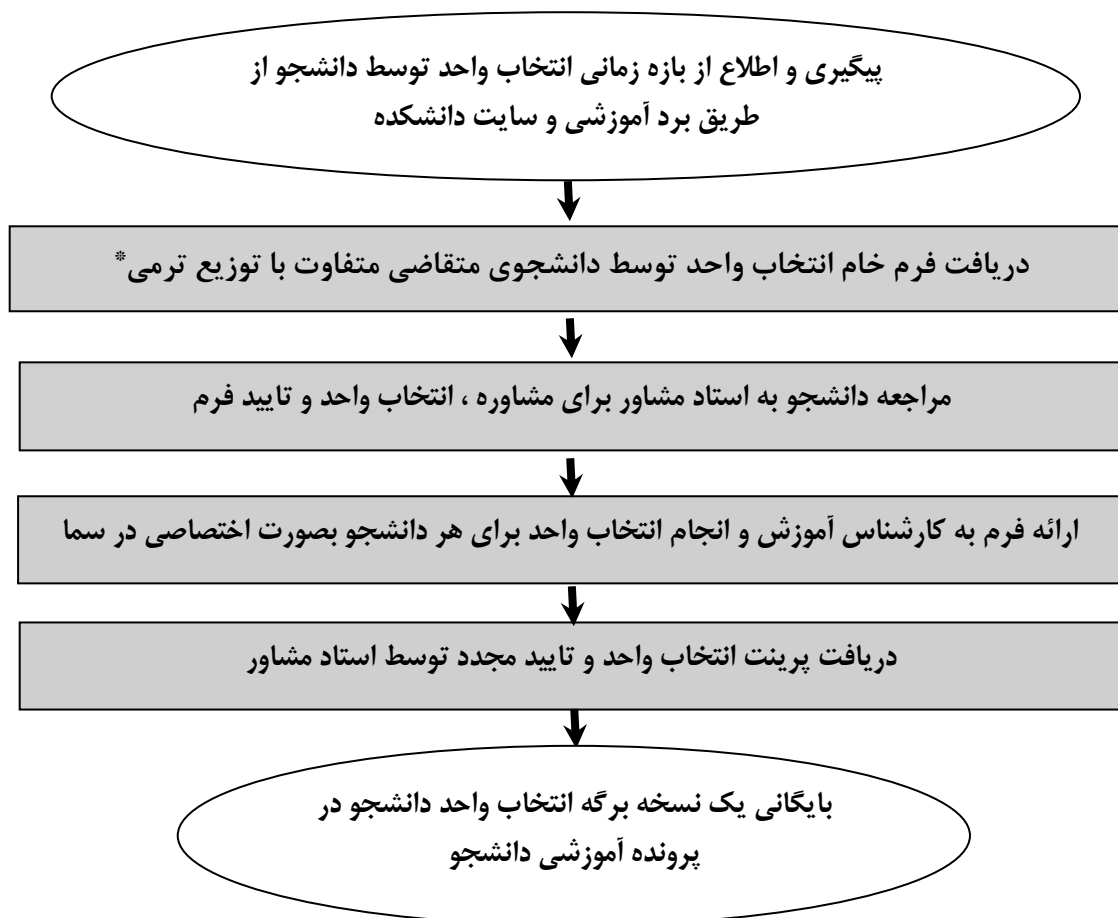 پیگیری و اطلاع از بازه زمانی انتخاب واحد توسط دانشجو از
طریق برد آموزشی و سایت دانشکده
دریافت فرم خام انتخاب واحد توسط دانشجوی متقاضی متفاوت با توزیع ترمی*
مراجعه دانشجو به استاد مشاور برای مشاوره ، انتخاب واحد و تایید فرم
ارائه فرم به کارشناس آموزش و انجام انتخاب واحد برای هر دانشجو بصورت اختصاصی در سما
دریافت پرینت انتخاب واحد و تایید مجدد توسط استاد مشاور
بایگانی یک نسخه برگه انتخاب واحد دانشجو در
پرونده آموزشی دانشجو